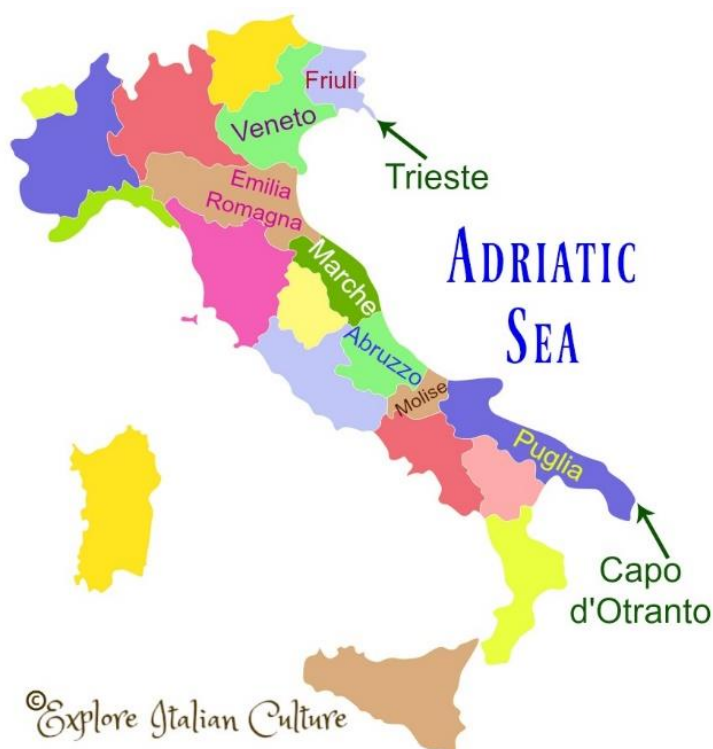 Friuli
Veneto
Trieste
Emilia
Romagna
ADRIATIC
SEA
Marche
Abruzzo
Molise
Puglia
Capo
d'Otranto
©Explore Italian Culture